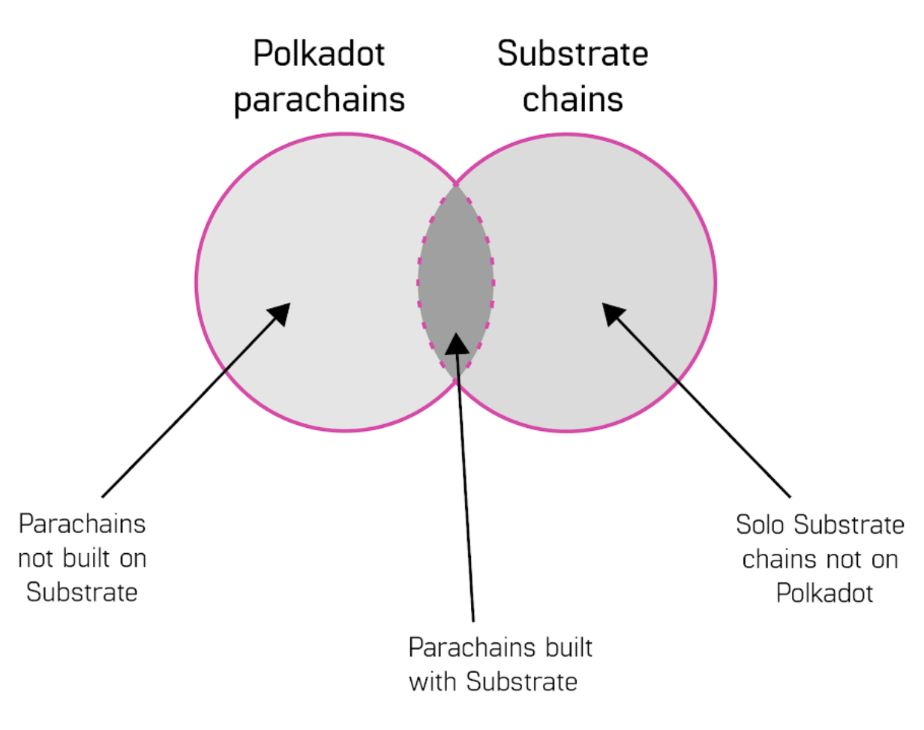 Polkadot
parachains
Substrate
chains
Parachains
not built on
Substrate
Parachains built
with Substrate
Solo Substrate
chains not on
Polkadot